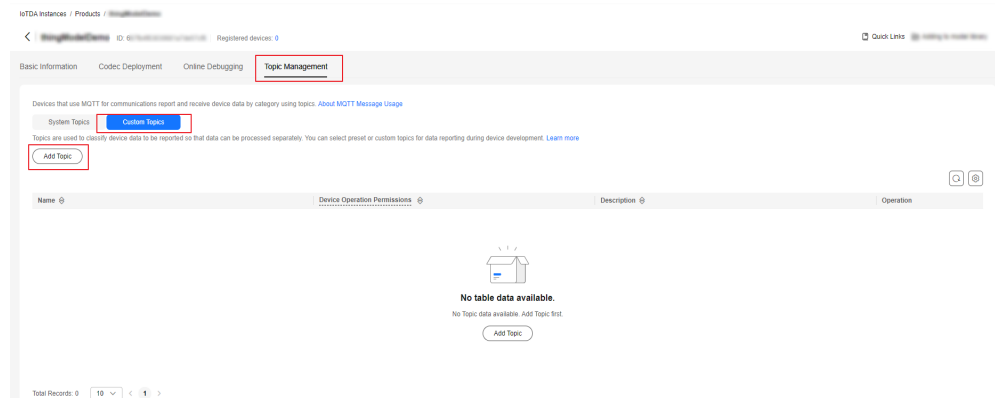 IoTDA Instances / Products /
ID: Registered devices: 0
Quick Links
Basic Information Codec Deployment Online Debugging Topic Management
Devices that use MQTT for communications report and receive device data by category using topics. About MQTT Message Usage
System Topics Custom Topics
Topics are used to classify device data to be reported so that data can be processed separately. You can select preset or custom topics for data reporting during device development. Learn more
Add Topic
Name Device Operation Permissions Description Operation
No table data available.
No Topic data available. Add Topic first.
Add Topic
Total Records: 0 10 < 1 >